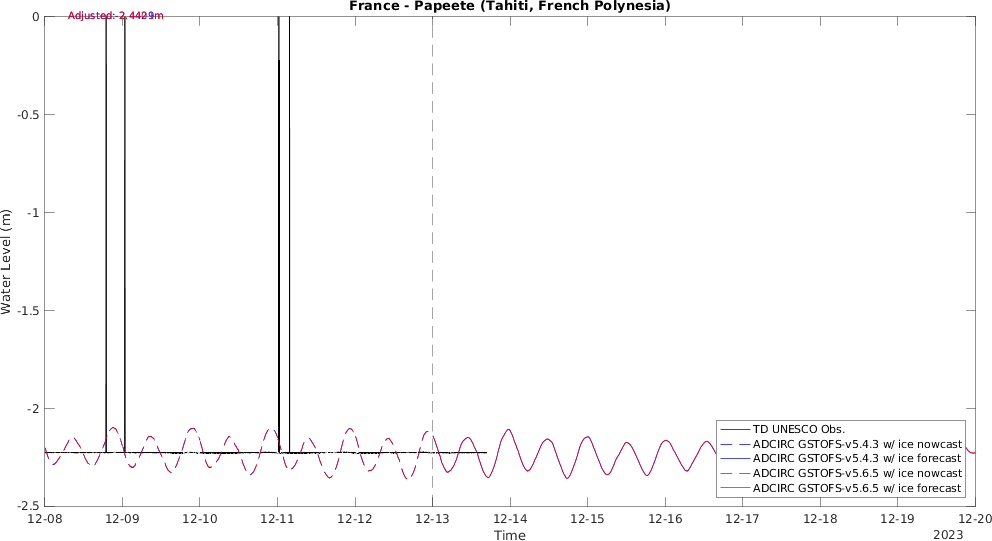 France - Papeete (Tahiti, French Polynesia)
Adjusted: 2.4429m
0
-0.5
-1
-1.5
-2
-2.5
Water Level (m)
12-08 12-09 12-10 12-11 12-12 12-13 12-14 12-15 12-16 12-17 12-18 12-19 12-20
Time
2023
TD UNESCO Obs.
ADCIRC GSTOFS-v5.4.3 w/ ice nowcast
ADCIRC GSTOFS-v5.4.3 w/ ice forecast
ADCIRC GSTOFS-v5.6.5 w/ ice nowcast
ADCIRC GSTOFS-v5.6.5 w/ ice forecast